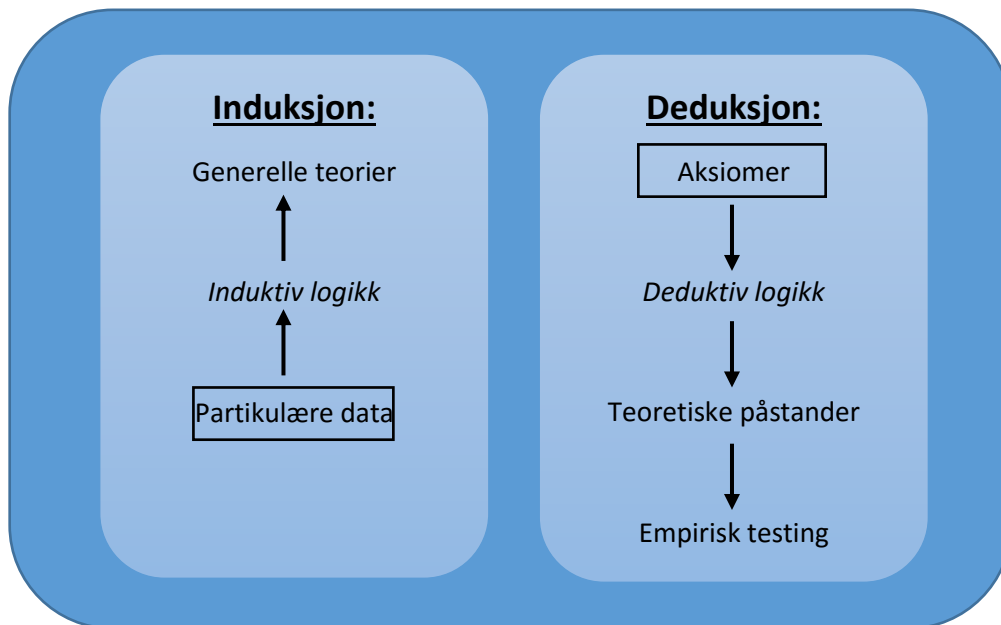 Induksjon:
Generelle teorier
Induktiv logikk
Partikulære data
Deduksjon:
Aksiomer
Deduktiv logikk
Teoretiske påstander
Empirisk testing